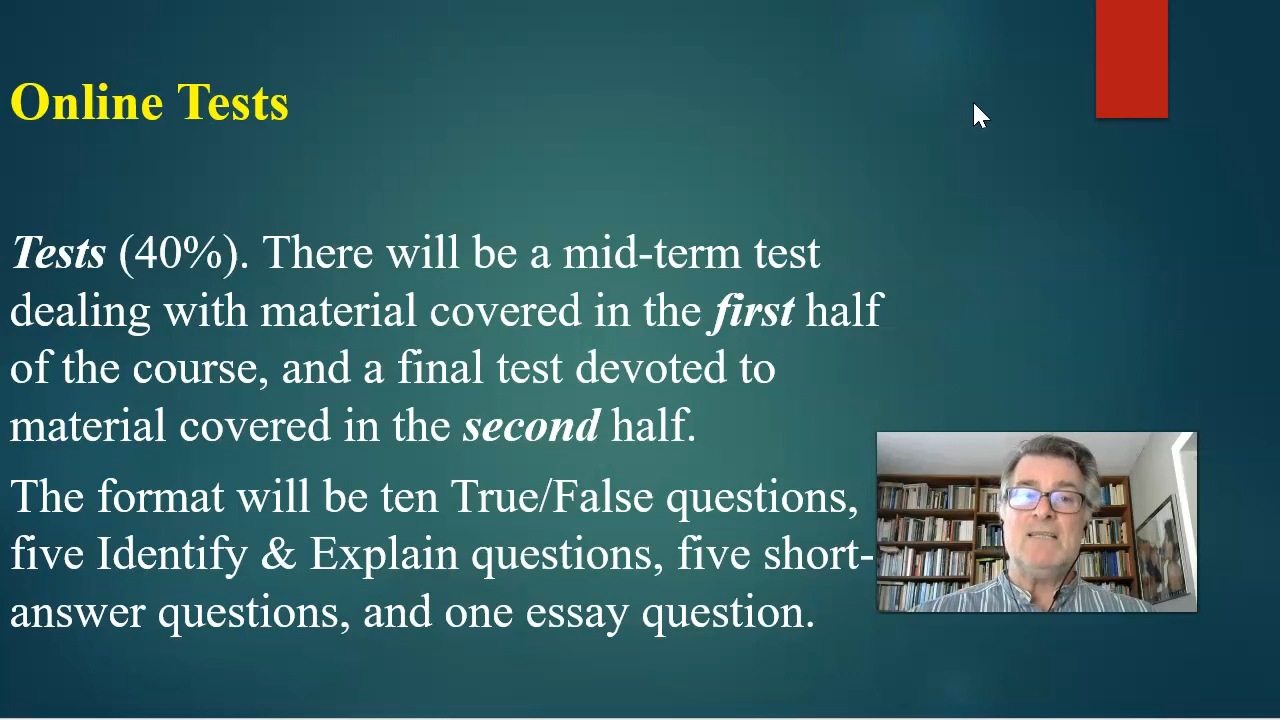 Online Tests
Tests (40%). There will be a mid-term test
dealing with material covered in the first half
of the course, and a final test devoted to
material covered in the second half.
The format will be ten True/False questions,
five Identify & Explain questions, five short-
answer questions, and one essay question.